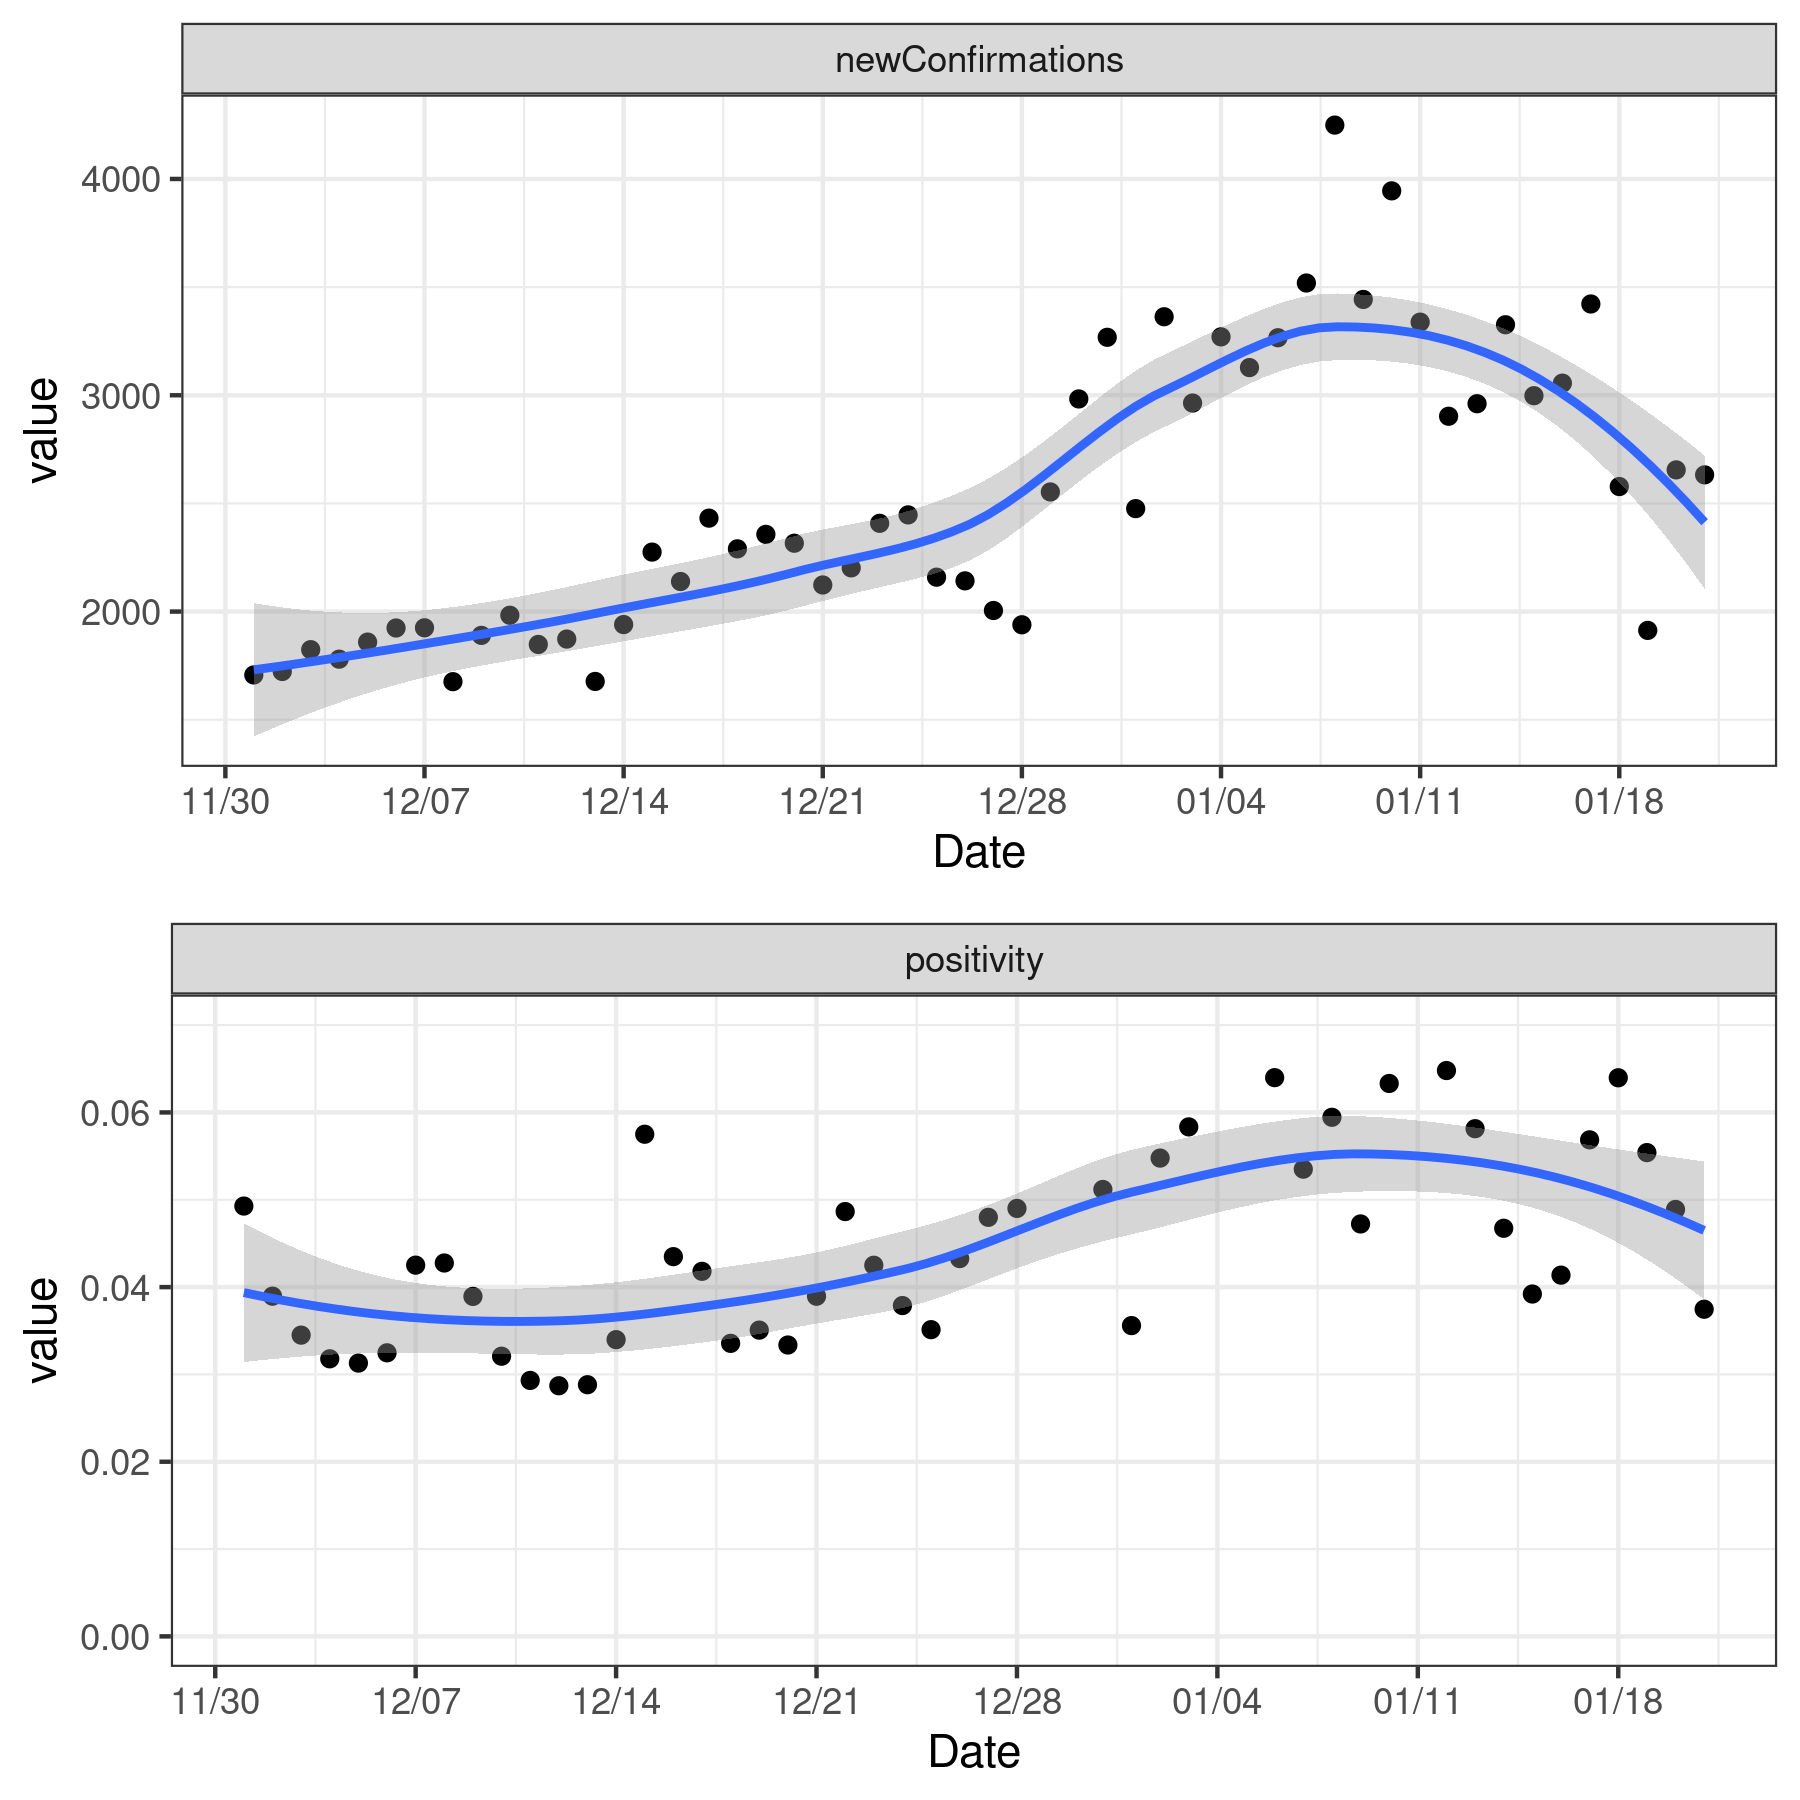 newConfirmations
4000
3000
2000
value
11/30 12/07 12/14 12/21 12/28 01/04 01/11 01/18
Date
positivity
0.06
0.04
0.02
0.00
value
11/30 12/07 12/14 12/21 12/28 01/04 01/11 01/18
Date